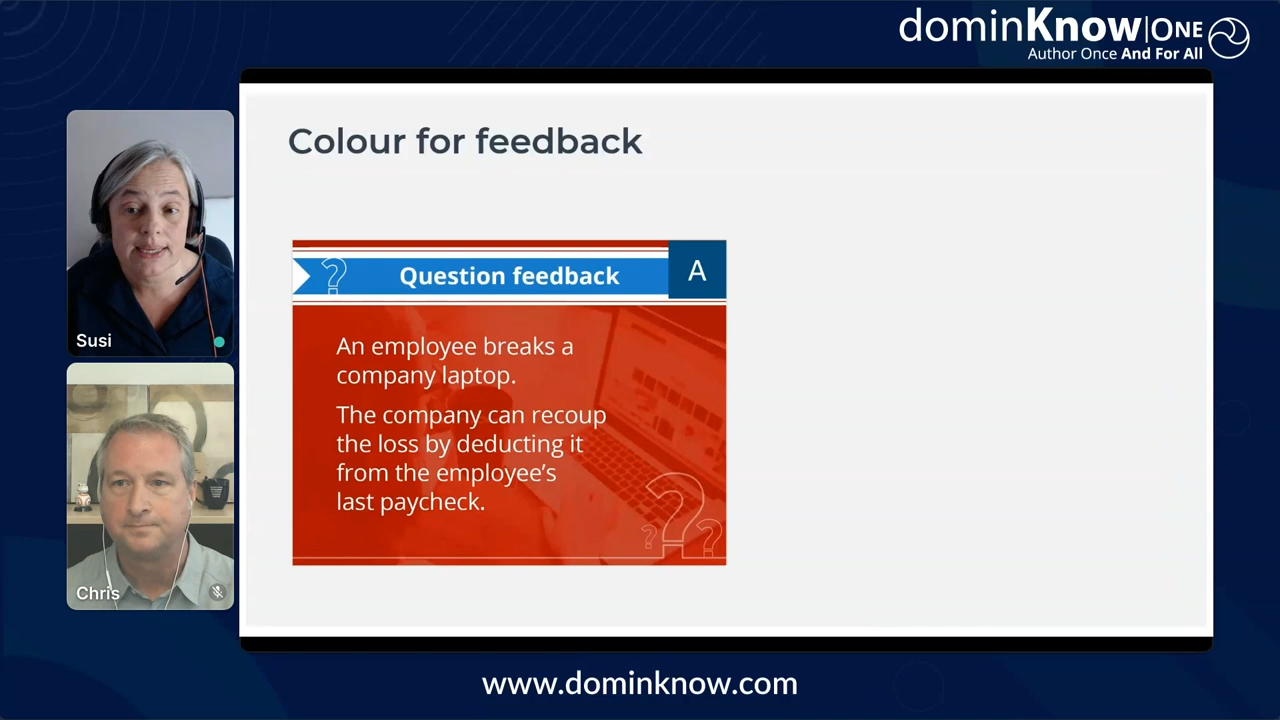 dominKnow|ONE
Author Once And For All
Colour for feedback
? Question feedback A
An employee breaks a
company laptop.
The company can recoup
the loss by deducting it
from the employee's
last paycheck.
? ? ?
Susi
Chris
www.dominknow.com